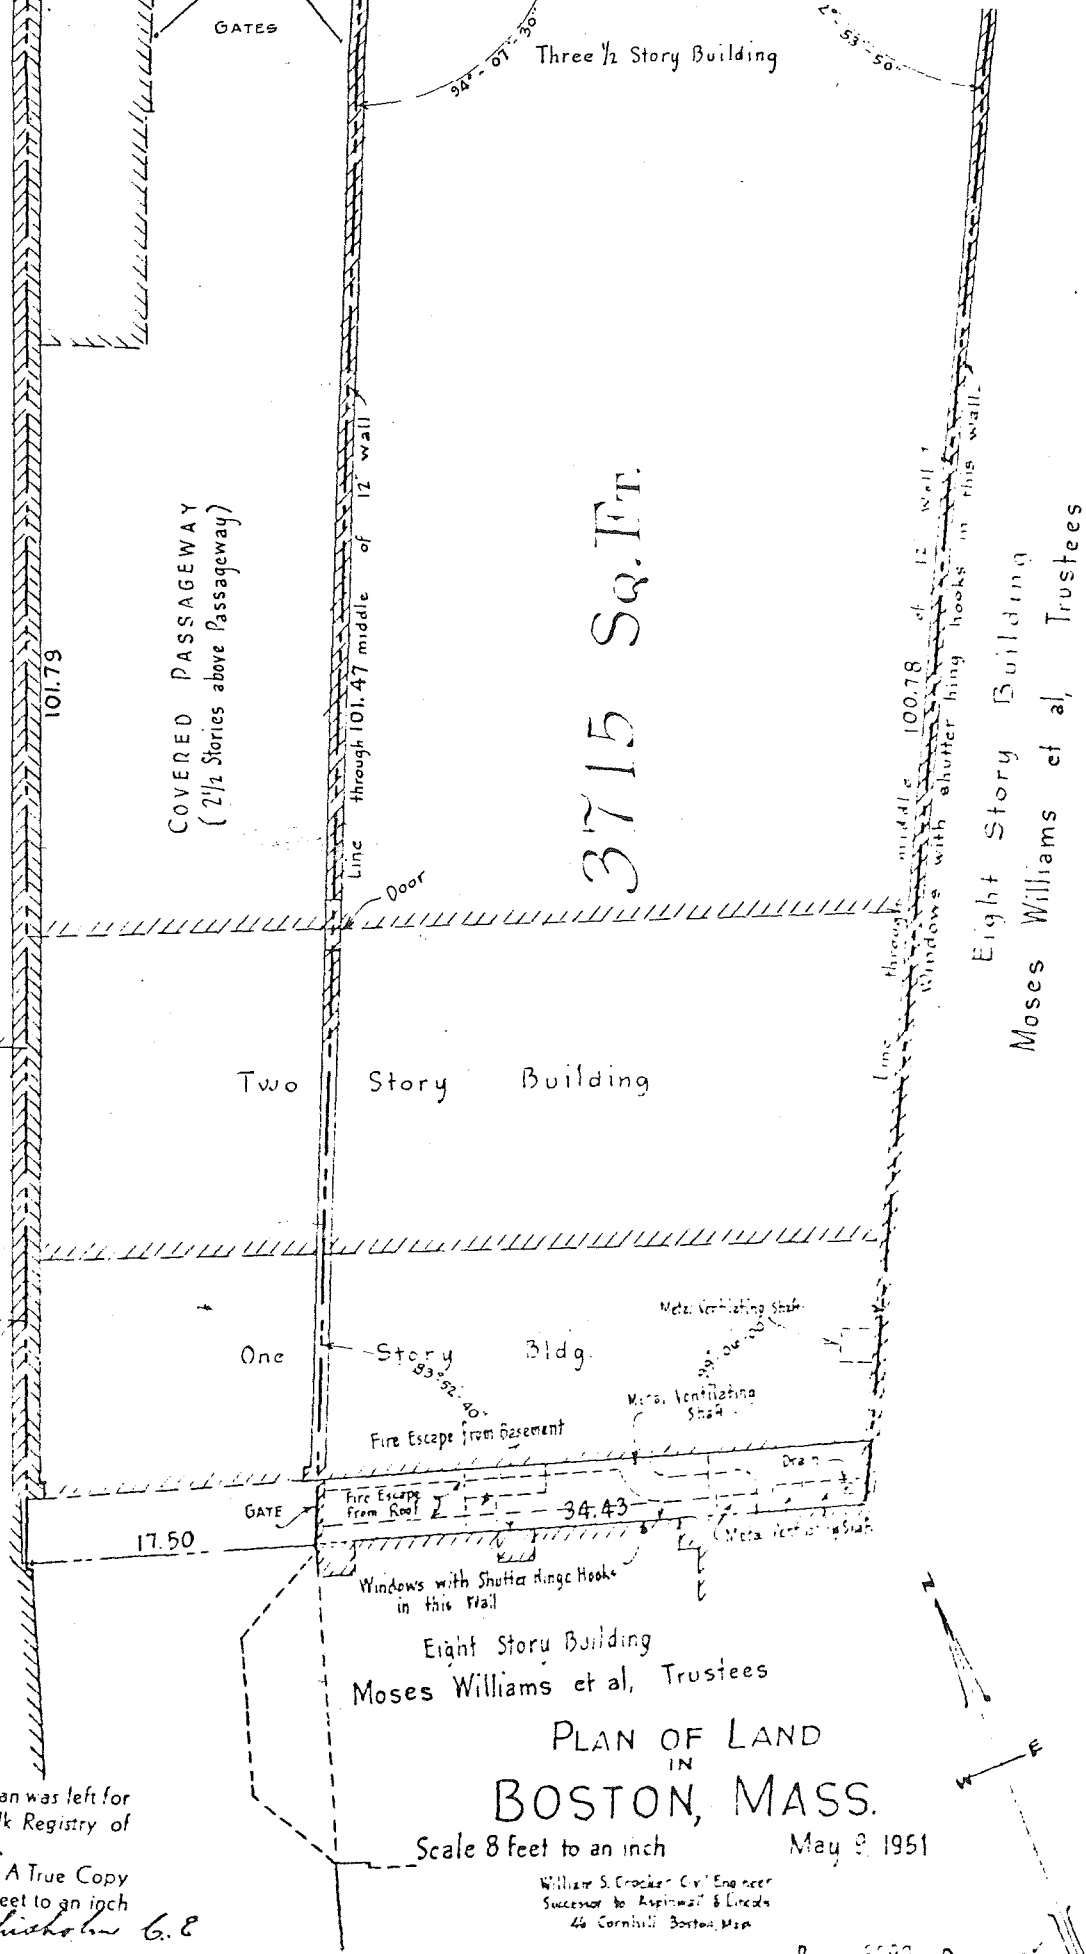 GATES
94°-07'-30"
Three 1/2 Story Building
-53'-50"
101.79
COVERED PASSAGEWAY
(2 1/2 Stories above Passageway)
Line through 101.47 middle of 12" wall
3715 Sq. Ft.
Line through middle 100.78 of 12" wall
Windows with shutter hing hooks in this wall
Eight Story Building
Moses Williams et al, Trustees
Door
Two Story Building
One Story Bldg.
Metal Ventilating Shaft
83°-52'-40"
Metal Ventilating
Shaft
Fire Escape from Basement
Drain
GATE
Fire Escape
from Roof
34.43
Metal Ventilating Shaft
17.50
Windows with Shutter Hinge Hooks
in this Wall
Eight Story Building
Moses Williams et al, Trustees
N
E
W
PLAN OF LAND
IN
BOSTON, MASS.
Scale 8 feet to an inch
May 1951
William S. Crocker Civil Engineer
Successor to Aspinwall & Lincoln
46 Cornhill Boston, Mass
an was left for
lk Registry of
A True Copy
eet to an inch
C.E